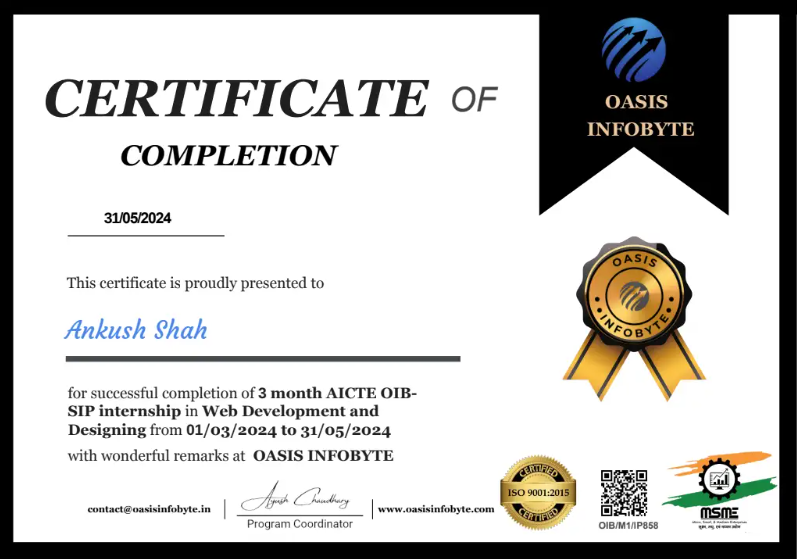 CERTIFICATE OF
COMPLETION
OASIS
INFOBYTE
31/05/2024
This certificate is proudly presented to
Ankush Shah
for successful completion of 3 month AICTE OIB-
SIP internship in Web Development and
Designing from 01/03/2024 to 31/05/2024
with wonderful remarks at OASIS INFOBYTE
OASIS
INFOBYTE
contact@oasisinfobyte.in
Ayush Chaudhary
Program Coordinator
www.oasisinfobyte.com
CERTIFIED
ISO 9001:2015
CERTIFIED
OIB/M1/IP858
MSME